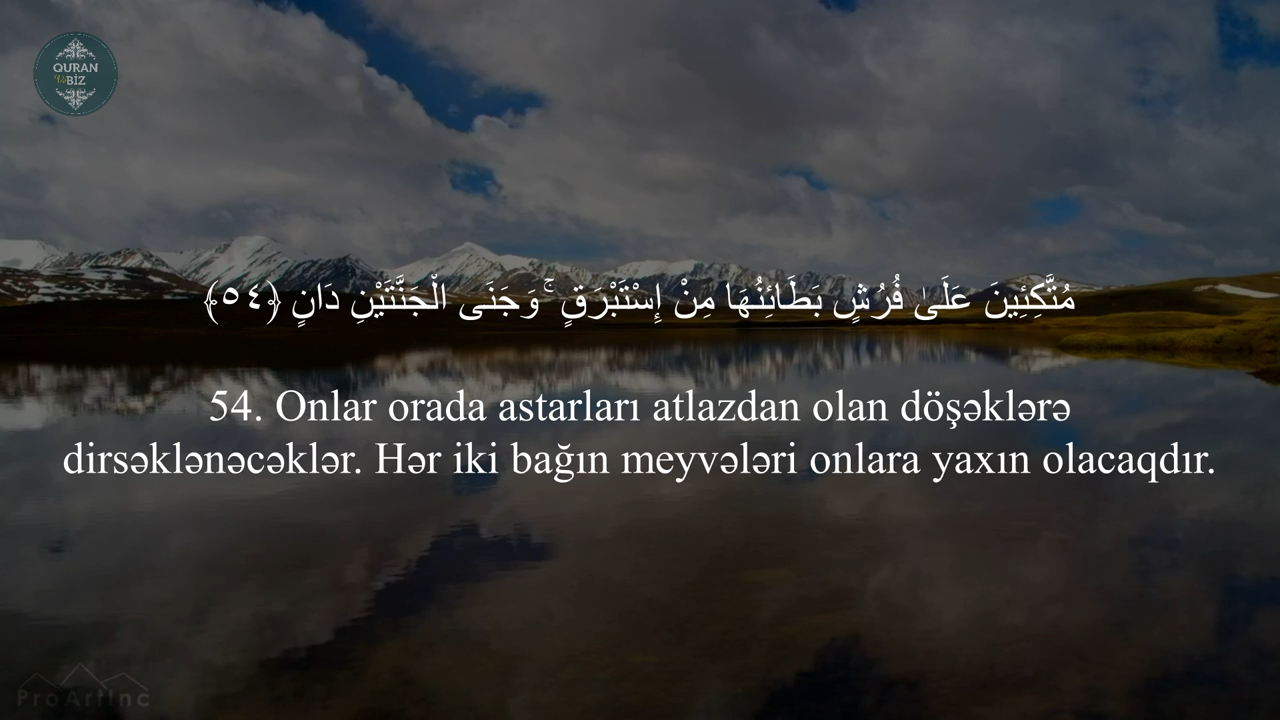 QURAN
Və
BİZ
مُتَّكِئِينَ عَلَىٰ فُرُشٍ بَطَائِنُهَا مِنْ إِسْتَبْرَقٍ ۚ وَجَنَى الْجَنَّتَيْنِ دَانٍ ﴿٥٤﴾
54. Onlar orada astarları atlazdan olan döşəklərə
dirsəklənəcəklər. Hər iki bağın meyvələri onlara yaxın olacaqdır.
ProArtInc